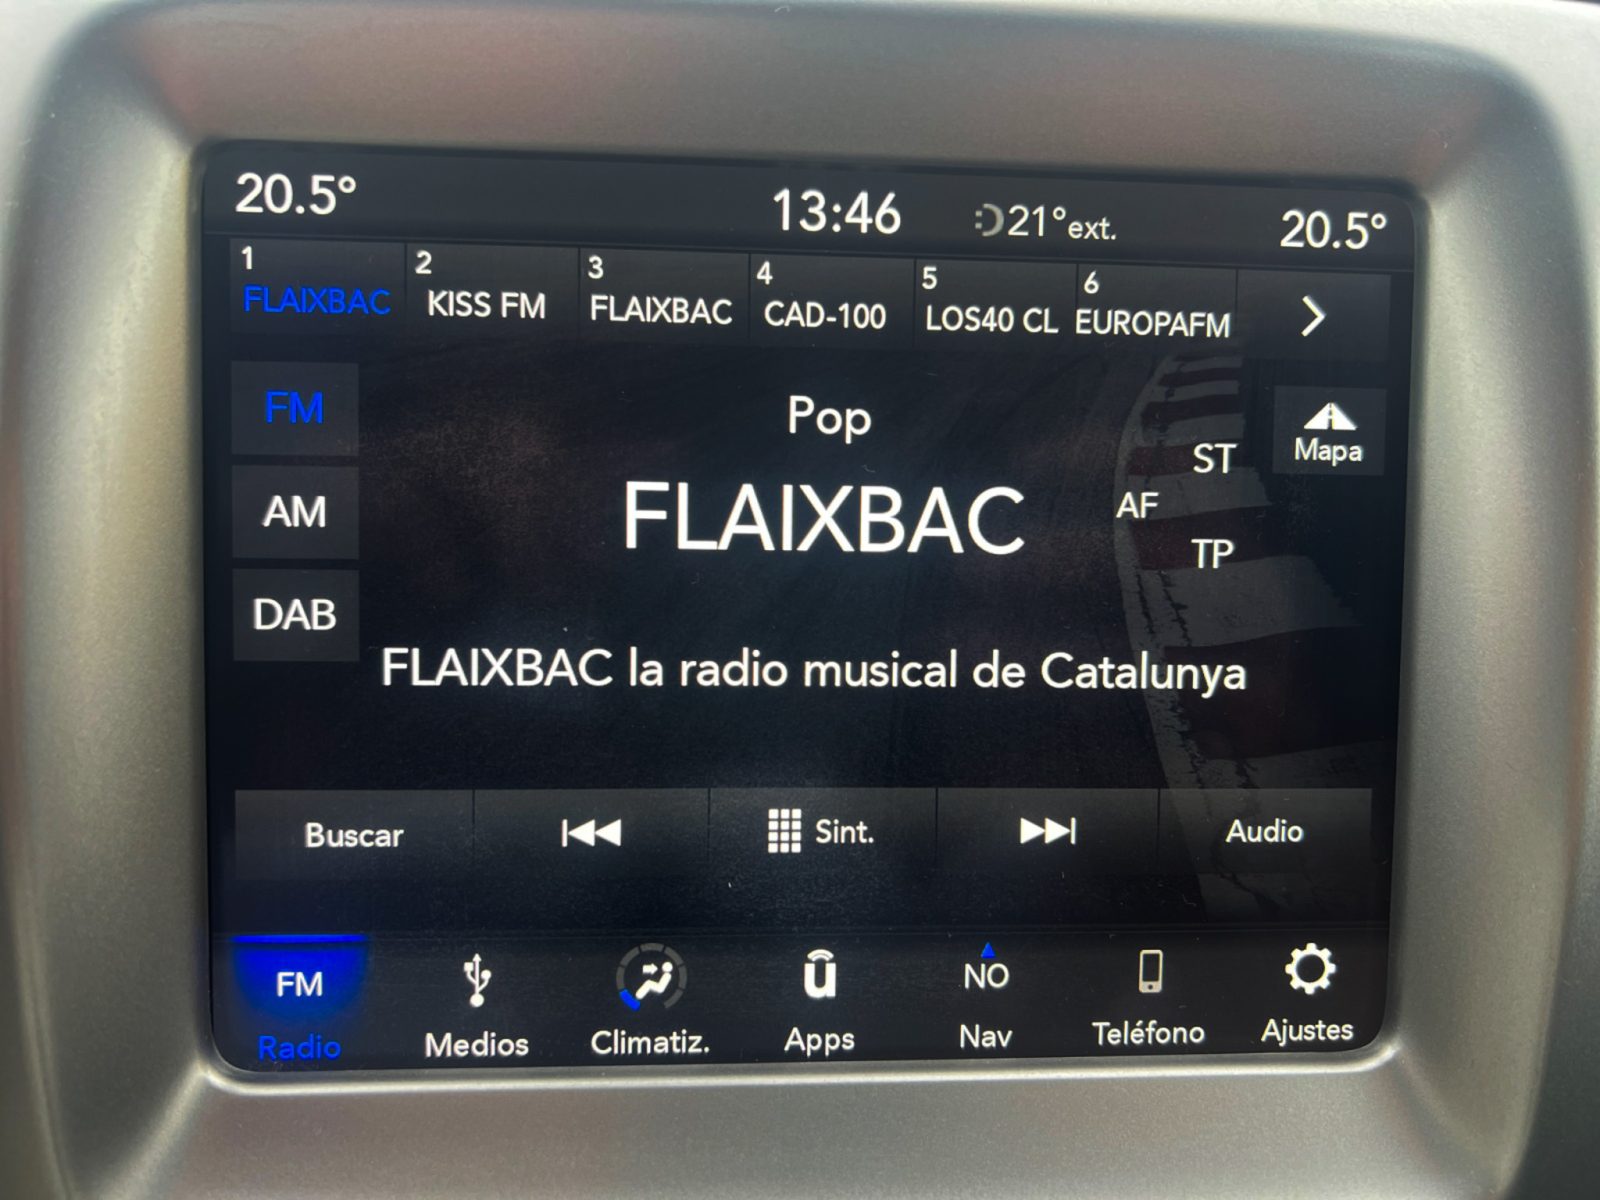 20.5° 13:46 21°ext. 20.5°
1 2 3 4 5 6
FLAIXBAC KISS FM FLAIXBAC CAD-100 LOS40 CL EUROPAFM
FM
Pop
Mapa
ST
AM
AF
FLAIXBAC
TP
DAB
FLAIXBAC la radio musical de Catalunya
Buscar Sint. Audio
FM NO
Radio Medios Climatiz. Apps Nav Teléfono Ajustes